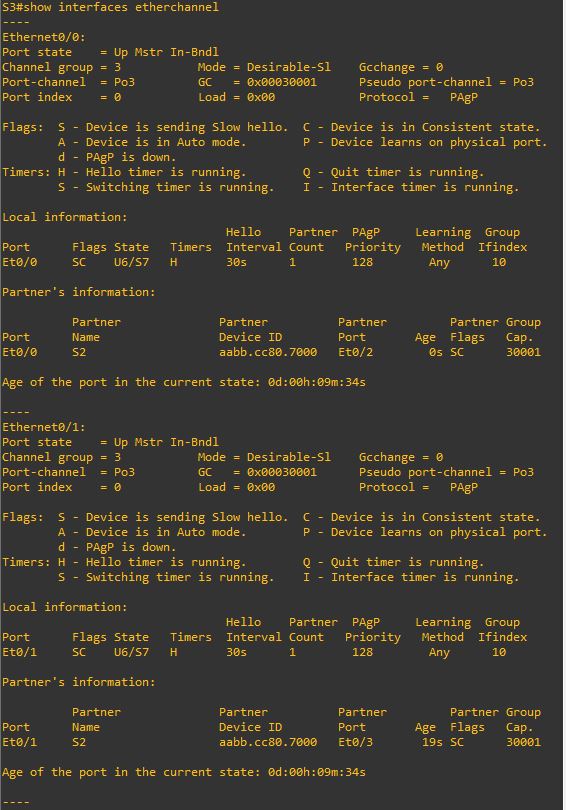 S3#show interfaces etherchannel
----
Ethernet0/0:
Port state    = Up Mstr In-Bndl
Channel group = 3           Mode = Desirable-Sl    Gcchange = 0
Port-channel  = Po3         GC   = 0x00030001      Pseudo port-channel = Po3
Port index    = 0           Load = 0x00            Protocol =   PAgP

Flags:  S - Device is sending Slow hello.  C - Device is in Consistent state.
        A - Device is in Auto mode.        P - Device learns on physical port.
        d - PAgP is down.
Timers: H - Hello timer is running.        Q - Quit timer is running.
        S - Switching timer is running.    I - Interface timer is running.

Local information:
                                Hello    Partner  PAgP     Learning  Group
Port      Flags State   Timers  Interval Count   Priority   Method  Ifindex
Et0/0     SC    U6/S7   H       30s      1        128        Any      10

Partner's information:

          Partner              Partner          Partner         Partner Group
Port      Name                 Device ID        Port       Age  Flags   Cap.
Et0/0     S2                   aabb.cc80.7000   Et0/2        0s SC      30001

Age of the port in the current state: 0d:00h:09m:34s

----
Ethernet0/1:
Port state    = Up Mstr In-Bndl
Channel group = 3           Mode = Desirable-Sl    Gcchange = 0
Port-channel  = Po3         GC   = 0x00030001      Pseudo port-channel = Po3
Port index    = 0           Load = 0x00            Protocol =   PAgP

Flags:  S - Device is sending Slow hello.  C - Device is in Consistent state.
        A - Device is in Auto mode.        P - Device learns on physical port.
        d - PAgP is down.
Timers: H - Hello timer is running.        Q - Quit timer is running.
        S - Switching timer is running.    I - Interface timer is running.

Local information:
                                Hello    Partner  PAgP     Learning  Group
Port      Flags State   Timers  Interval Count   Priority   Method  Ifindex
Et0/1     SC    U6/S7   H       30s      1        128        Any      10

Partner's information:

          Partner              Partner          Partner         Partner Group
Port      Name                 Device ID        Port       Age  Flags   Cap.
Et0/1     S2                   aabb.cc80.7000   Et0/3       19s SC      30001

Age of the port in the current state: 0d:00h:09m:34s

----